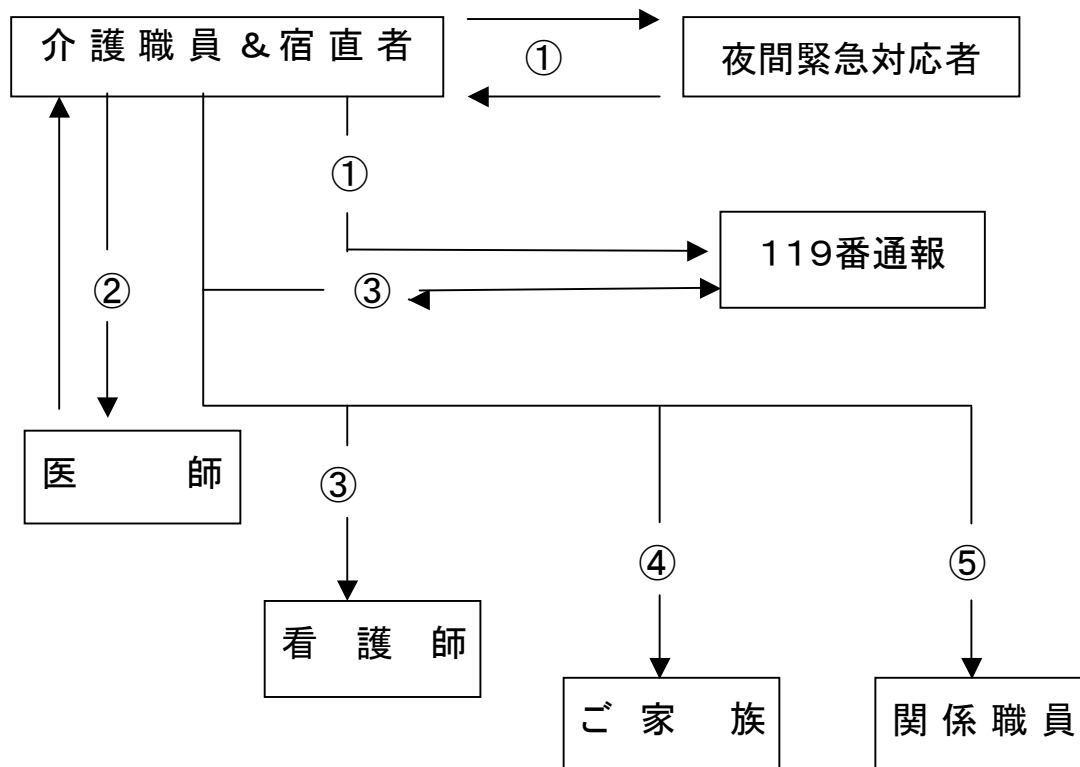 介護職員&宿直者
①
夜間緊急対応者
①
119番通報
②
③
医 師
③
④
⑤
看 護 師
ご 家 族
関係職員